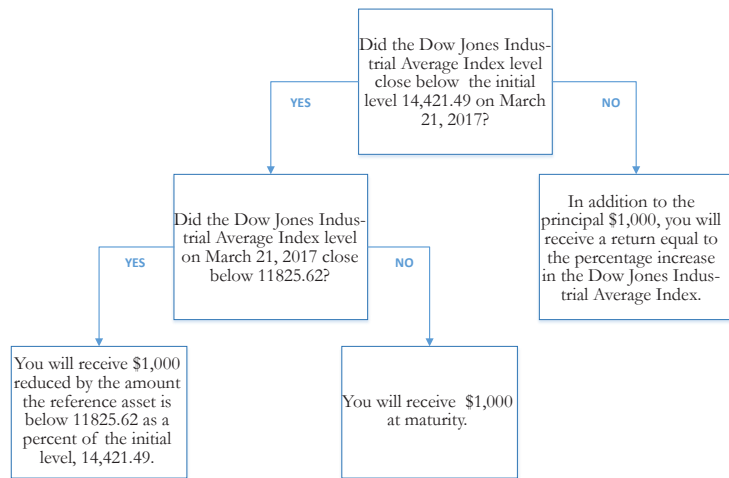 Did the Dow Jones Indus-
trial Average Index level
close below the initial
level 14,421.49 on March
21, 2017?
YES
NO
Did the Dow Jones Indus-
trial Average Index level
on March 21, 2017 close
below 11825.62?
In addition to the
principal $1,000, you will
receive a return equal to
the percentage increase
in the Dow Jones Indus-
trial Average Index.
YES
NO
You will receive $1,000
reduced by the amount
the reference asset is
below 11825.62 as a
percent of the initial
level, 14,421.49.
You will receive $1,000
at maturity.